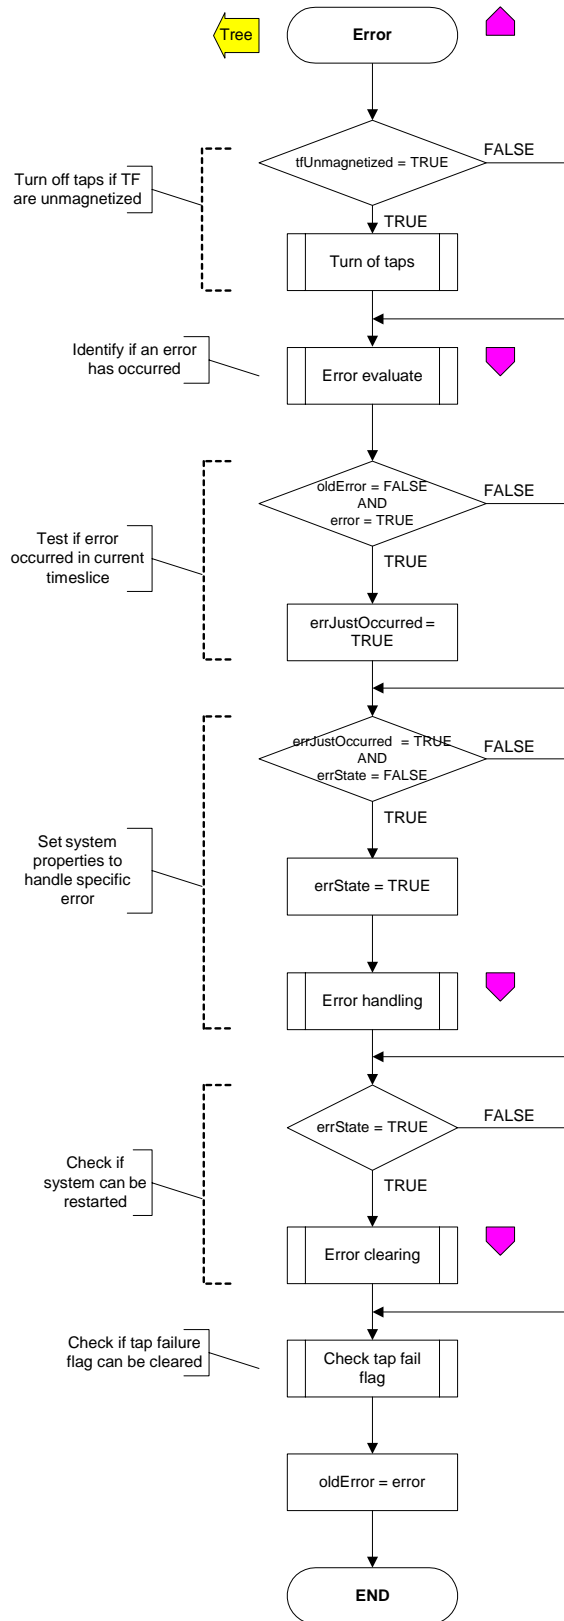 Tree
Error
tfUnmagnetized = TRUE
FALSE
Turn off taps if TF
are unmagnetized
TRUE
Turn of taps
Identify if an error
has occurred
Error evaluate
oldError = FALSE
AND
error = TRUE
FALSE
Test if error
occurred in current
timeslice
TRUE
errJustOccurred =
TRUE
errJustOccurred = TRUE
AND
errState = FALSE
FALSE
TRUE
Set system
properties to
handle specific
error
errState = TRUE
Error handling
errState = TRUE
FALSE
Check if
system can be
restarted
TRUE
Error clearing
Check if tap failure
flag can be cleared
Check tap fail
flag
oldError = error
END